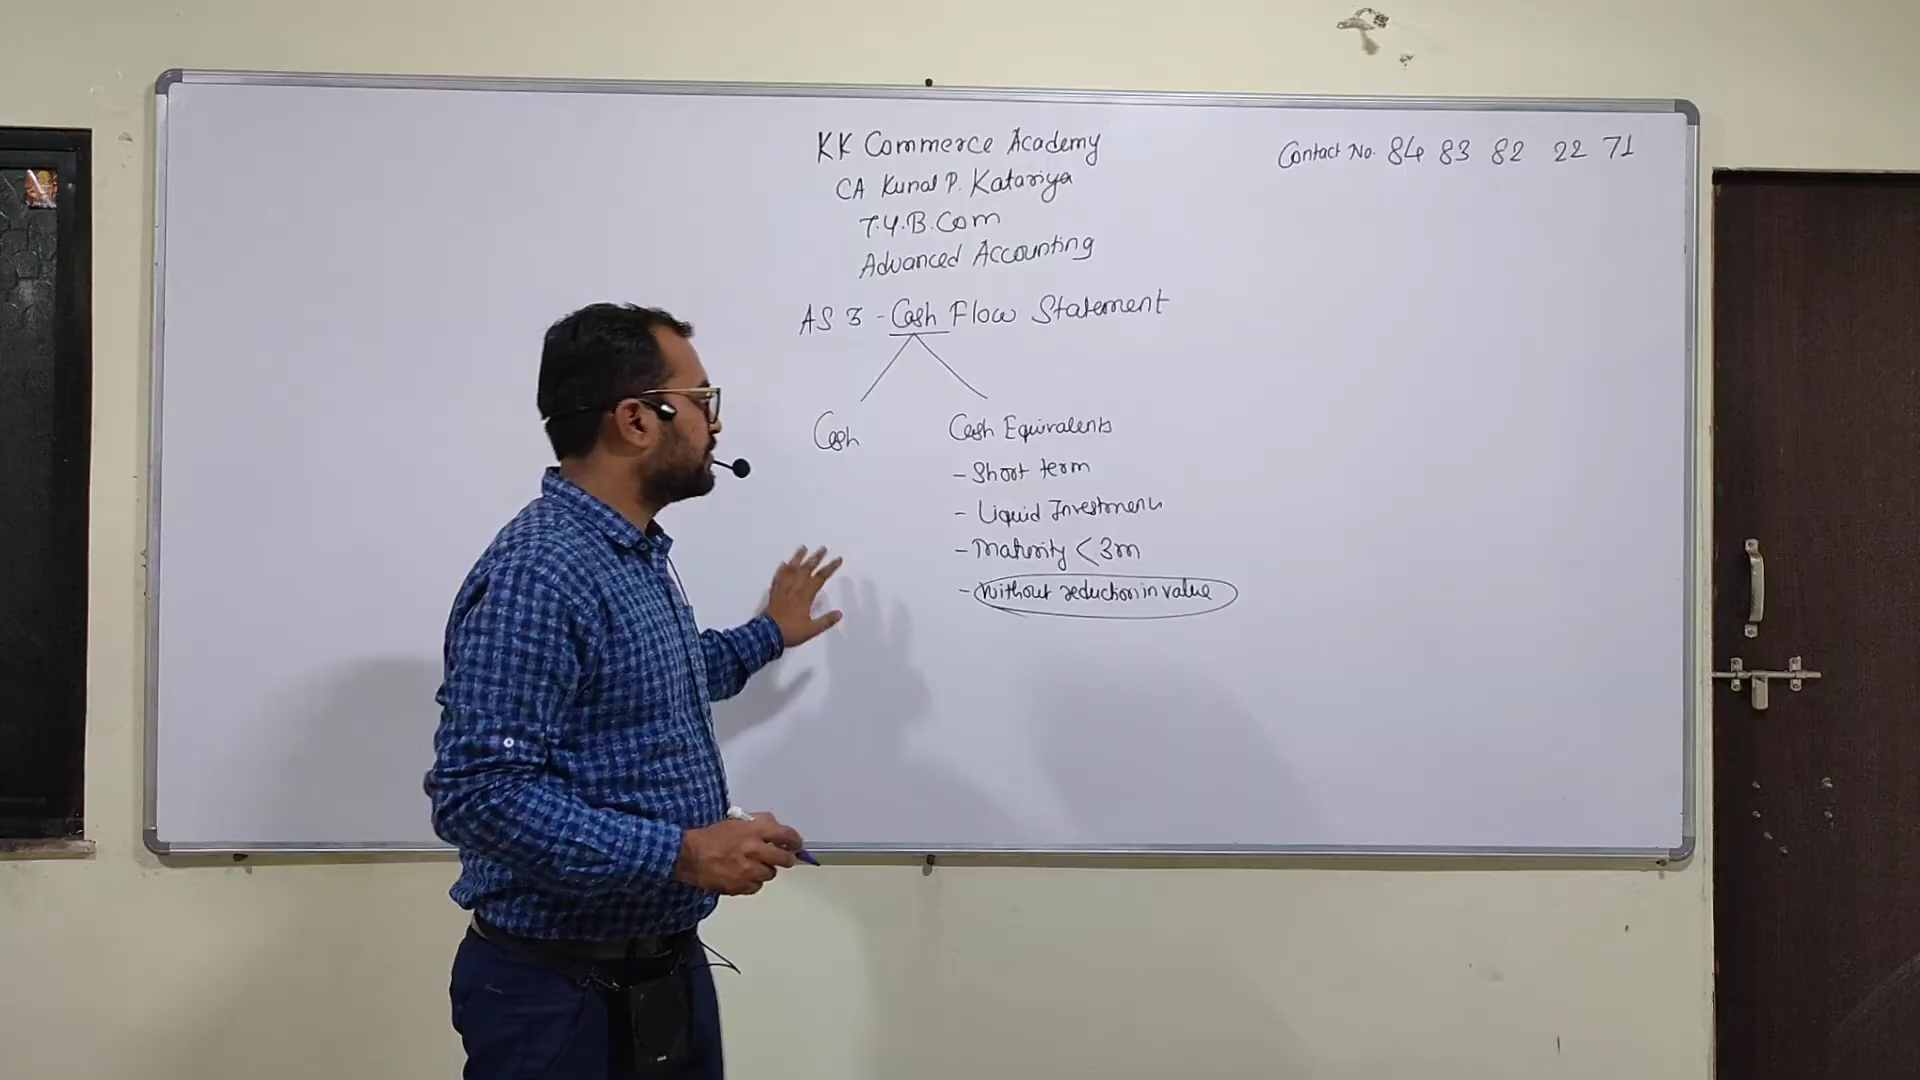 KK Commerce Academy
Contact No. 84 83 82 22 71
CA Kunal P. Katariya
T.Y.B.Com
Advanced Accounting
AS 3 - Cash Flow Statement
Cash
Cash Equivalents
- Short term
- Liquid Investments
- Maturity < 3m
- Without reduction in value